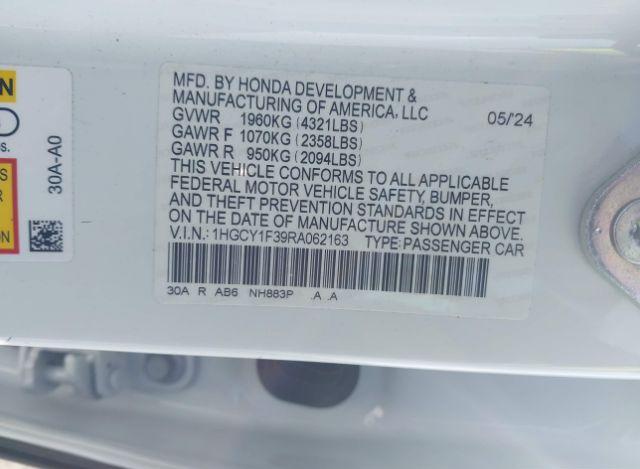 MFD. BY HONDA DEVELOPMENT &
MANUFACTURING OF AMERICA, LLC
GVWR 1960KG (4321LBS) 05/24
GAWR F 1070KG (2358LBS)
GAWR R 950KG (2094LBS)
THIS VEHICLE CONFORMS TO ALL APPLICABLE
FEDERAL MOTOR VEHICLE SAFETY, BUMPER,
AND THEFT PREVENTION STANDARDS IN EFFECT
ON THE DATE OF MANUFACTURE SHOWN ABOVE.
V.I.N.: 1HGCY1F39RA062163 TYPE: PASSENGER CAR
30A R AB6 NH883P .A .A
30A-A0